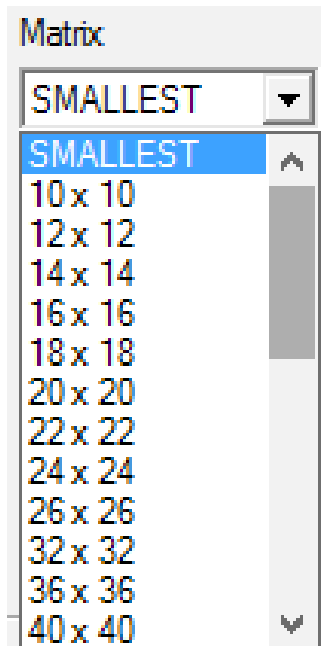 Matrix
SMALLEST
SMALLEST
10 x 10
12 x 12
14 x 14
16 x 16
18 x 18
20 x 20
22 x 22
24 x 24
26 x 26
32 x 32
36 x 36
40 x 40